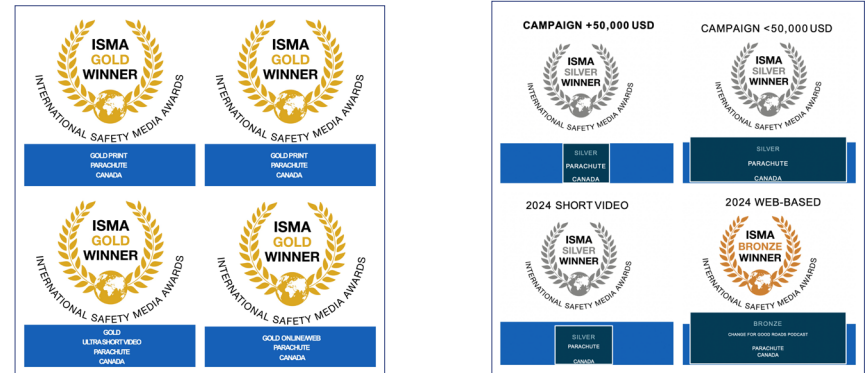 ISMA
GOLD
WINNER
INTERNATIONAL SAFETY MEDIA AWARDS
GOLD PRINT
PARACHUTE
CANADA
ISMA
GOLD
WINNER
INTERNATIONAL SAFETY MEDIA AWARDS
GOLD PRINT
PARACHUTE
CANADA
ISMA
GOLD
WINNER
INTERNATIONAL SAFETY MEDIA AWARDS
GOLD
ULTRA SHORT VIDEO
PARACHUTE
CANADA
ISMA
GOLD
WINNER
INTERNATIONAL SAFETY MEDIA AWARDS
GOLD ONLINE/WEB
PARACHUTE
CANADA
CAMPAIGN +50,000 USD
ISMA
SILVER
WINNER
INTERNATIONAL SAFETY MEDIA AWARDS
SILVER
PARACHUTE
CANADA
CAMPAIGN <50,000 USD
ISMA
SILVER
WINNER
INTERNATIONAL SAFETY MEDIA AWARDS
SILVER
PARACHUTE
CANADA
2024 SHORT VIDEO
ISMA
SILVER
WINNER
INTERNATIONAL SAFETY MEDIA AWARDS
SILVER
PARACHUTE
CANADA
2024 WEB-BASED
ISMA
BRONZE
WINNER
INTERNATIONAL SAFETY MEDIA AWARDS
BRONZE
CHANGE FOR GOOD ROADS PODCAST
PARACHUTE
CANADA